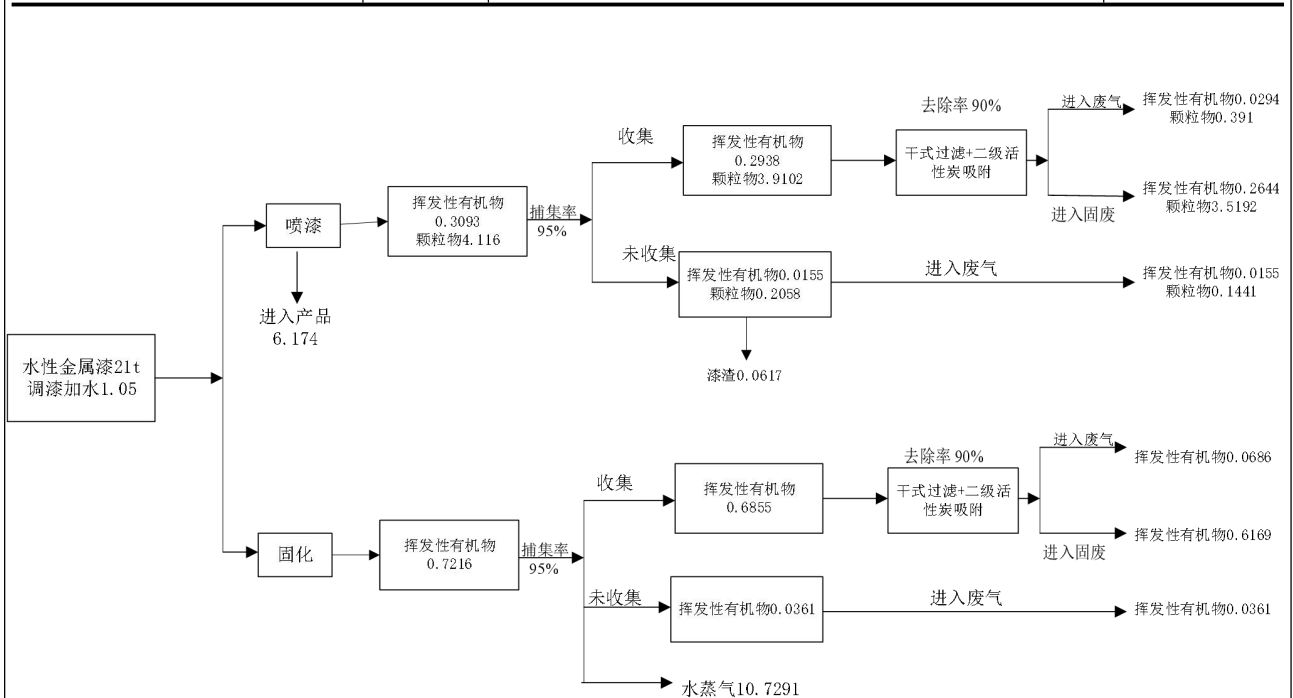 去除率 90%
进入废气
挥发性有机物0.0294
颗粒物0.391
收集
挥发性有机物
0.2938
颗粒物3.9102
干式过滤+二级活
性炭吸附
挥发性有机物0.2644
颗粒物3.5192
进入固废
喷漆
挥发性有机物
0.3093
颗粒物4.116
捕集率
95%
未收集
挥发性有机物0.0155
颗粒物0.2058
进入废气
挥发性有机物0.0155
颗粒物0.1441
进入产品
6.174
漆渣0.0617
水性金属漆21t
调漆加水1.05
去除率 90%
进入废气
挥发性有机物0.0686
收集
挥发性有机物
0.6855
干式过滤+二级活
性炭吸附
挥发性有机物0.6169
进入固废
固化
挥发性有机物
0.7216
捕集率
95%
未收集
挥发性有机物0.0361
进入废气
挥发性有机物0.0361
水蒸气10.7291